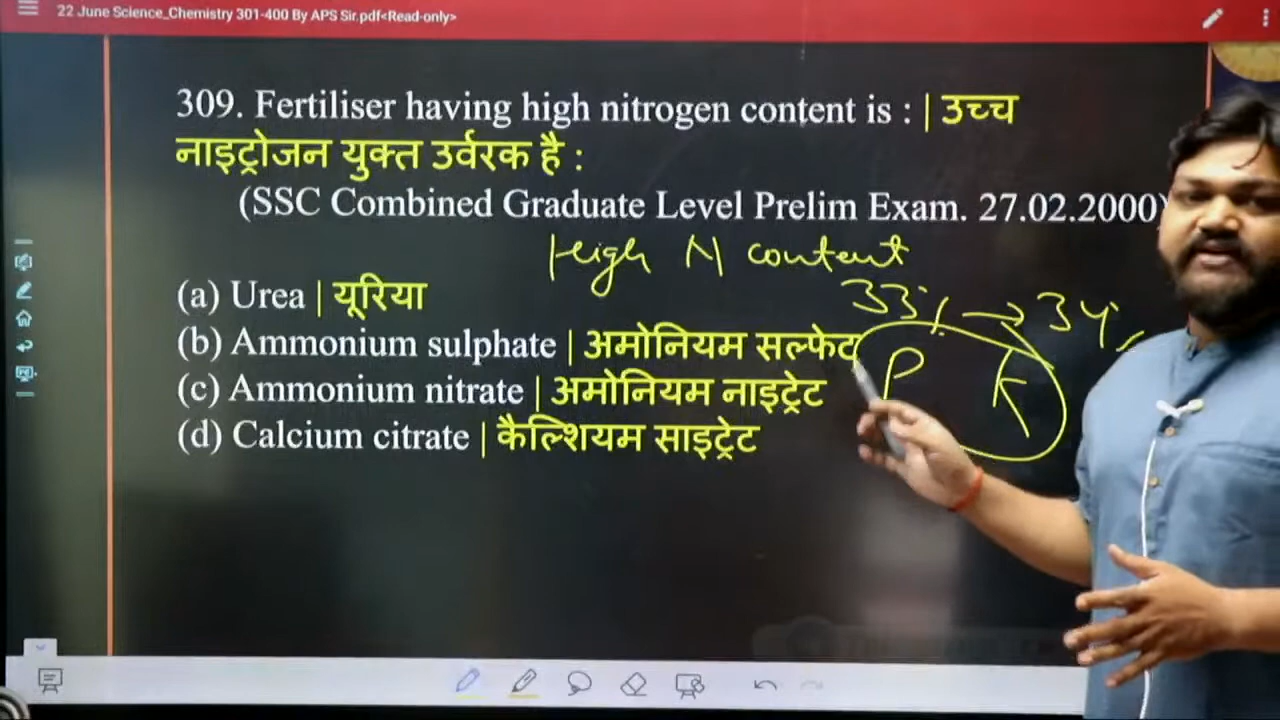 22 June Science_Chemistry 301-400 By APS Sir.pdf<Read-only>
309. Fertiliser having high nitrogen content is : | उच्च
नाइट्रोजन युक्त उर्वरक है :
(SSC Combined Graduate Level Prelim Exam. 27.02.2000)
High N content
33% → 34%
(a) Urea | यूरिया
(b) Ammonium sulphate | अमोनियम सल्फेट
P K
(c) Ammonium nitrate | अमोनियम नाइट्रेट
(d) Calcium citrate | कैल्शियम साइट्रेट